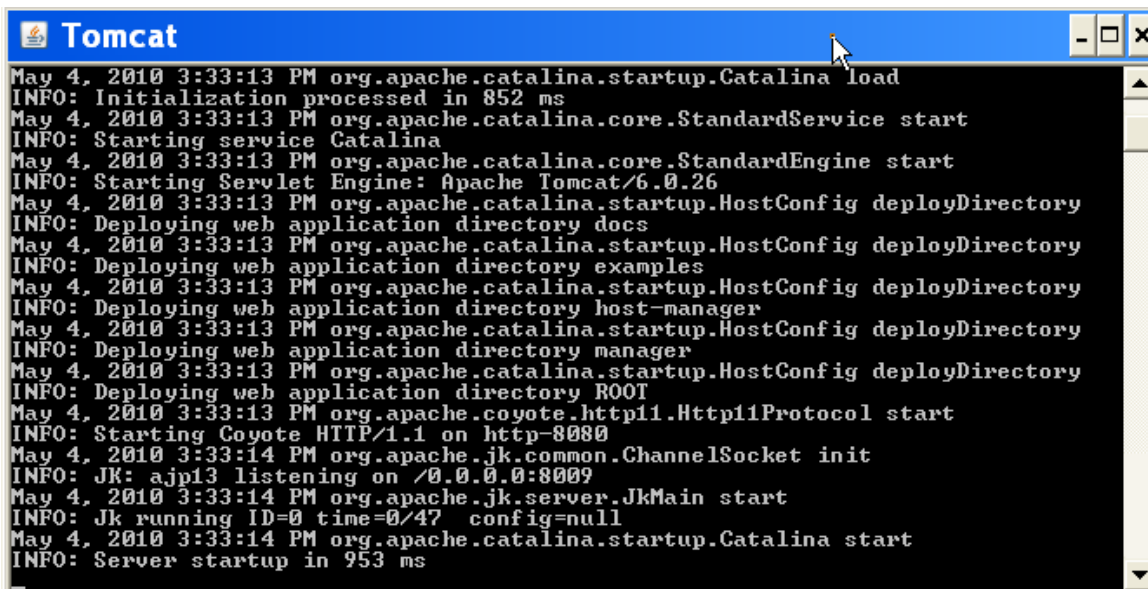 Tomcat
May 4, 2010 3:33:13 PM org.apache.catalina.startup.Catalina load
INFO: Initialization processed in 852 ms
May 4, 2010 3:33:13 PM org.apache.catalina.core.StandardService start
INFO: Starting service Catalina
May 4, 2010 3:33:13 PM org.apache.catalina.core.StandardEngine start
INFO: Starting Servlet Engine: Apache Tomcat/6.0.26
May 4, 2010 3:33:13 PM org.apache.catalina.startup.HostConfig deployDirectory
INFO: Deploying web application directory docs
May 4, 2010 3:33:13 PM org.apache.catalina.startup.HostConfig deployDirectory
INFO: Deploying web application directory examples
May 4, 2010 3:33:13 PM org.apache.catalina.startup.HostConfig deployDirectory
INFO: Deploying web application directory host-manager
May 4, 2010 3:33:13 PM org.apache.catalina.startup.HostConfig deployDirectory
INFO: Deploying web application directory manager
May 4, 2010 3:33:13 PM org.apache.catalina.startup.HostConfig deployDirectory
INFO: Deploying web application directory ROOT
May 4, 2010 3:33:13 PM org.apache.coyote.http11.Http11Protocol start
INFO: Starting Coyote HTTP/1.1 on http-8080
May 4, 2010 3:33:14 PM org.apache.jk.common.ChannelSocket init
INFO: JK: ajp13 listening on /0.0.0.0:8009
May 4, 2010 3:33:14 PM org.apache.jk.server.JkMain start
INFO: Jk running ID=0 time=0/47  config=null
May 4, 2010 3:33:14 PM org.apache.catalina.startup.Catalina start
INFO: Server startup in 953 ms